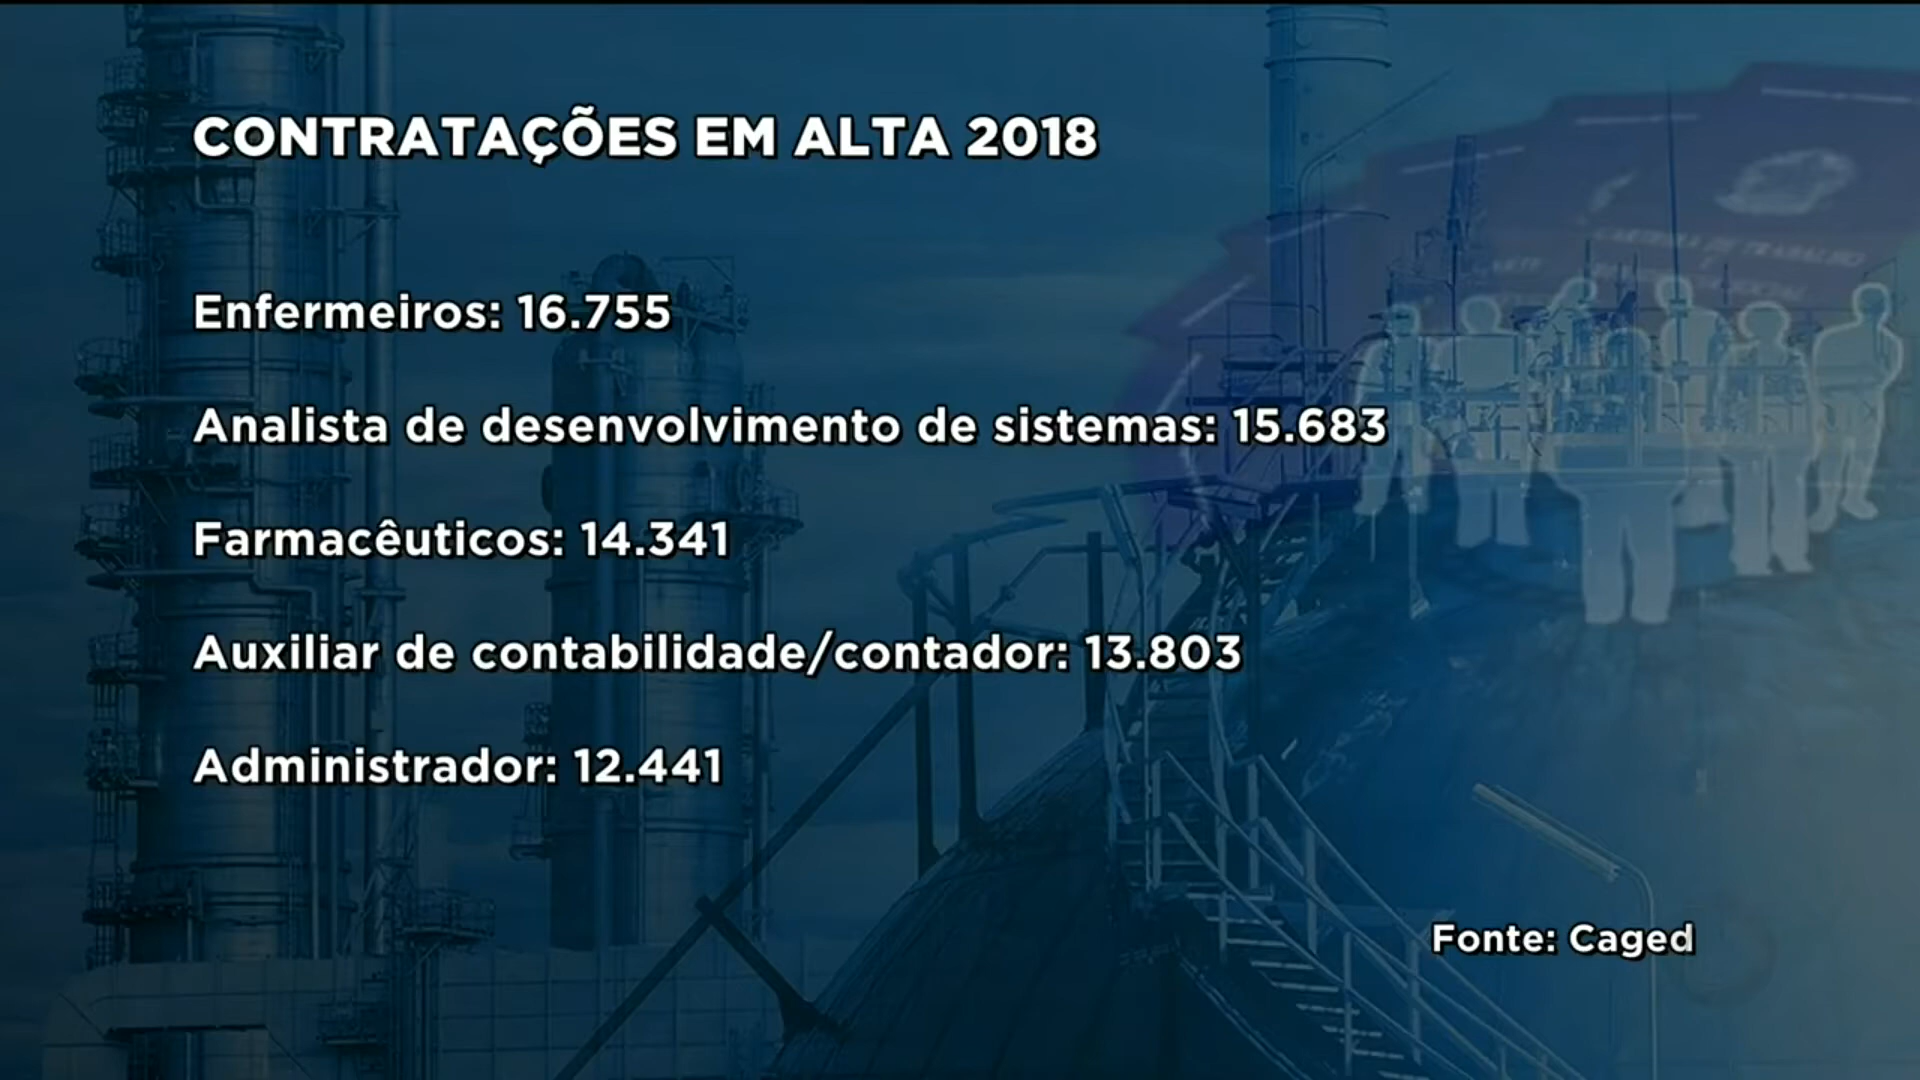 CONTRATAÇÕES EM ALTA 2018
Enfermeiros: 16.755
Analista de desenvolvimento de sistemas: 15.683
Farmacêuticos: 14.341
Auxiliar de contabilidade/contador: 13.803
Administrador: 12.441
Fonte: Caged